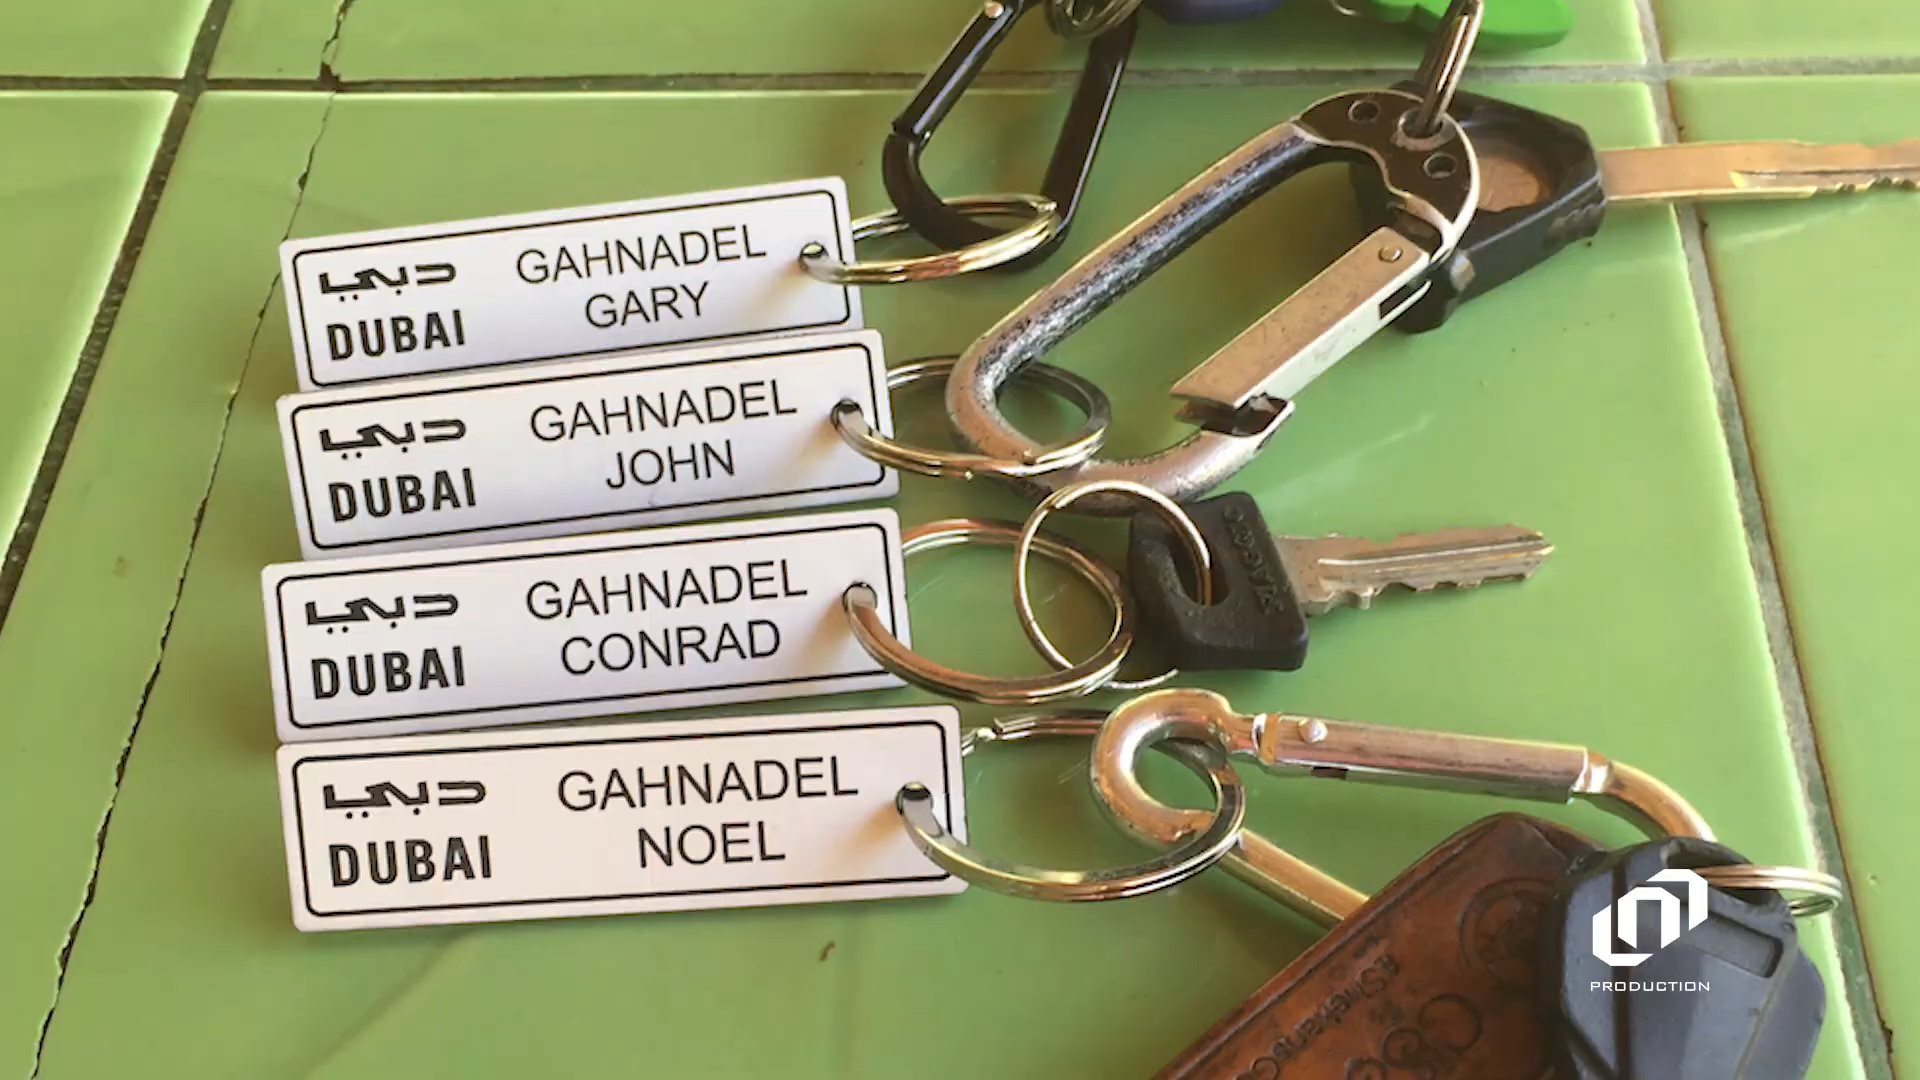 دبي
DUBAI
GAHNADEL
GARY
دبي
DUBAI
GAHNADEL
JOHN
دبي
DUBAI
GAHNADEL
CONRAD
دبي
DUBAI
GAHNADEL
NOEL
PRODUCTION